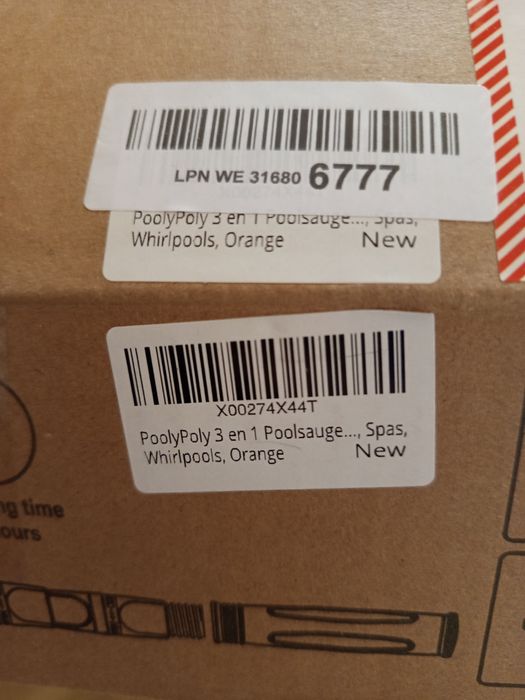 LPN WE 31680 6777
PoolyPoly 3 en 1 Poolsauge..., Spas,
Whirlpools, Orange New
X00274X44T
PoolyPoly 3 en 1 Poolsauge..., Spas,
Whirlpools, Orange New
time
ours